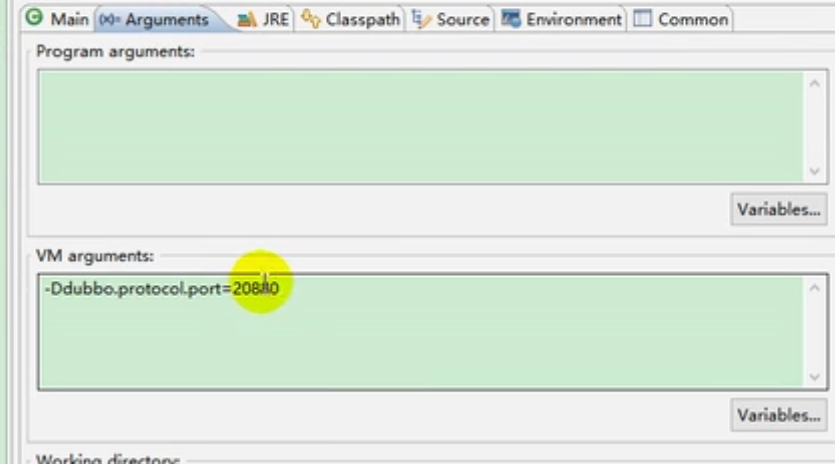 Main Arguments JRE Classpath Source Environment Common
Program arguments:
Variables...
VM arguments:
-Ddubbo.protocol.port=20880
Variables...
Working directory: